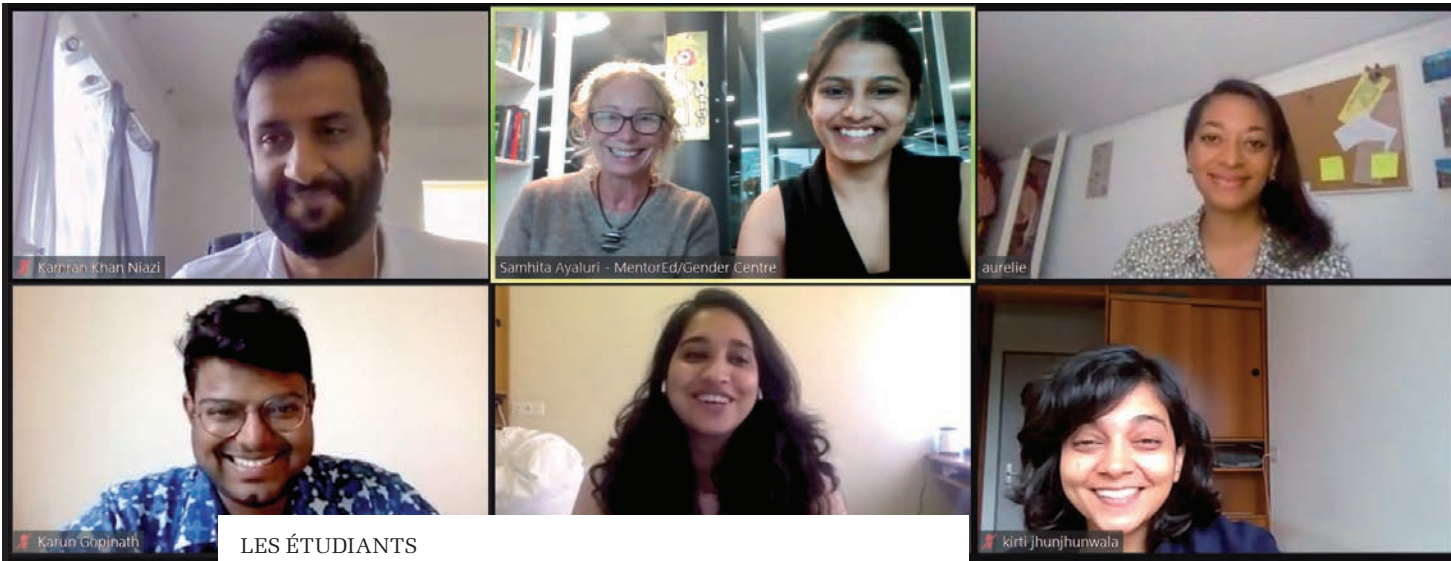 Kamran Khan Niazi
Samhita Ayaluri - MentorEd/Gender Centre
aurelie
Karun Gopinath
kirti jhunjhunwala
LES ÉTUDIANTS